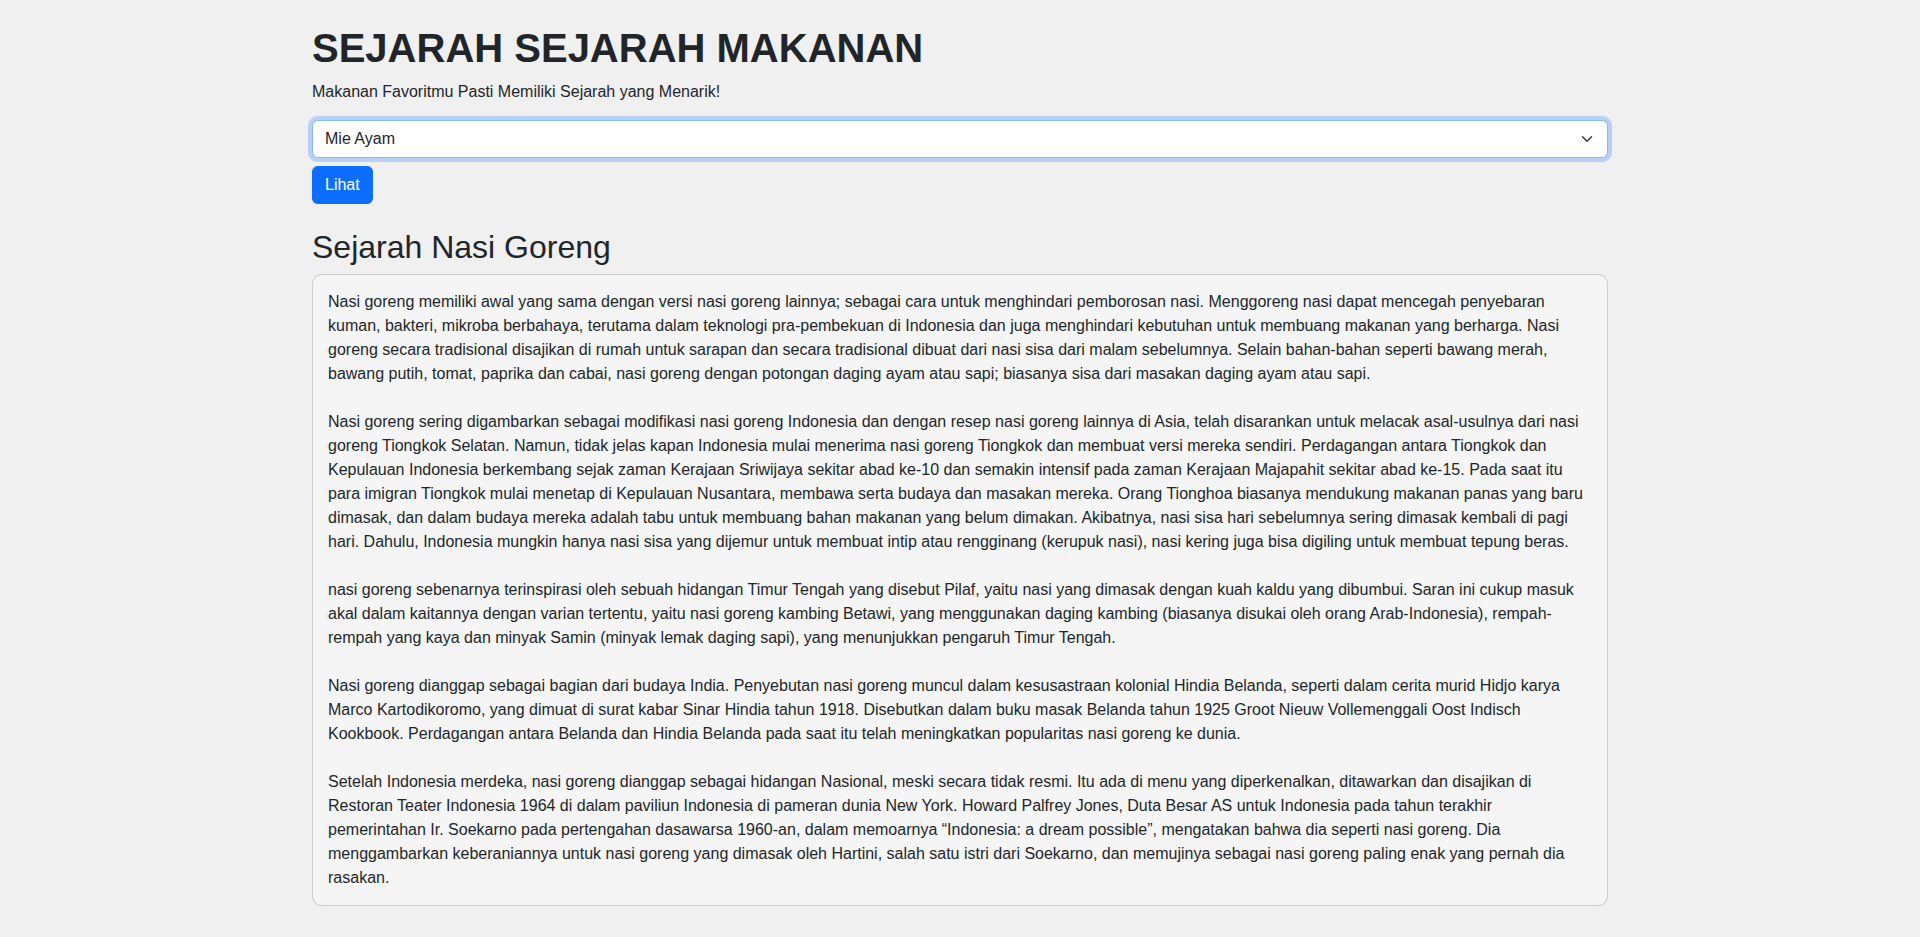 SEJARAH SEJARAH MAKANAN
Makanan Favoritmu Pasti Memiliki Sejarah yang Menarik!
Mie Ayam
Lihat
Sejarah Nasi Goreng
Nasi goreng memiliki awal yang sama dengan versi nasi goreng lainnya; sebagai cara untuk menghindari pemborosan nasi. Menggoreng nasi dapat mencegah penyebaran
kuman, bakteri, mikroba berbahaya, terutama dalam teknologi pra-pembekuan di Indonesia dan juga menghindari kebutuhan untuk membuang makanan yang berharga. Nasi
goreng secara tradisional disajikan di rumah untuk sarapan dan secara tradisional dibuat dari nasi sisa dari malam sebelumnya. Selain bahan-bahan seperti bawang merah,
bawang putih, tomat, paprika dan cabai, nasi goreng dengan potongan daging ayam atau sapi; biasanya sisa dari masakan daging ayam atau sapi.
Nasi goreng sering digambarkan sebagai modifikasi nasi goreng Indonesia dan dengan resep nasi goreng lainnya di Asia, telah disarankan untuk melacak asal-usulnya dari nasi
goreng Tiongkok Selatan. Namun, tidak jelas kapan Indonesia mulai menerima nasi goreng Tiongkok dan membuat versi mereka sendiri. Perdagangan antara Tiongkok dan
Kepulauan Indonesia berkembang sejak zaman Kerajaan Sriwijaya sekitar abad ke-10 dan semakin intensif pada zaman Kerajaan Majapahit sekitar abad ke-15. Pada saat itu
para imigran Tiongkok mulai menetap di Kepulauan Nusantara, membawa serta budaya dan masakan mereka. Orang Tionghoa biasanya mendukung makanan panas yang baru
dimasak, dan dalam budaya mereka adalah tabu untuk membuang bahan makanan yang belum dimakan. Akibatnya, nasi sisa hari sebelumnya sering dimasak kembali di pagi
hari. Dahulu, Indonesia mungkin hanya nasi sisa yang dijemur untuk membuat intip atau rengginang (kerupuk nasi), nasi kering juga bisa digiling untuk membuat tepung beras.
nasi goreng sebenarnya terinspirasi oleh sebuah hidangan Timur Tengah yang disebut Pilaf, yaitu nasi yang dimasak dengan kuah kaldu yang dibumbui. Saran ini cukup masuk
akal dalam kaitannya dengan varian tertentu, yaitu nasi goreng kambing Betawi, yang menggunakan daging kambing (biasanya disukai oleh orang Arab-Indonesia), rempah-
rempah yang kaya dan minyak Samin (minyak lemak daging sapi), yang menunjukkan pengaruh Timur Tengah.
Nasi goreng dianggap sebagai bagian dari budaya India. Penyebutan nasi goreng muncul dalam kesusastraan kolonial Hindia Belanda, seperti dalam cerita murid Hidjo karya
Marco Kartodikoromo, yang dimuat di surat kabar Sinar Hindia tahun 1918. Disebutkan dalam buku masak Belanda tahun 1925 Groot Nieuw Vollemenggali Oost Indisch
Kookbook. Perdagangan antara Belanda dan Hindia Belanda pada saat itu telah meningkatkan popularitas nasi goreng ke dunia.
Setelah Indonesia merdeka, nasi goreng dianggap sebagai hidangan Nasional, meski secara tidak resmi. Itu ada di menu yang diperkenalkan, ditawarkan dan disajikan di
Restoran Teater Indonesia 1964 di dalam paviliun Indonesia di pameran dunia New York. Howard Palfrey Jones, Duta Besar AS untuk Indonesia pada tahun terakhir
pemerintahan Ir. Soekarno pada pertengahan dasawarsa 1960-an, dalam memoarnya “Indonesia: a dream possible”, mengatakan bahwa dia seperti nasi goreng. Dia
menggambarkan keberaniannya untuk nasi goreng yang dimasak oleh Hartini, salah satu istri dari Soekarno, dan memujinya sebagai nasi goreng paling enak yang pernah dia
rasakan.